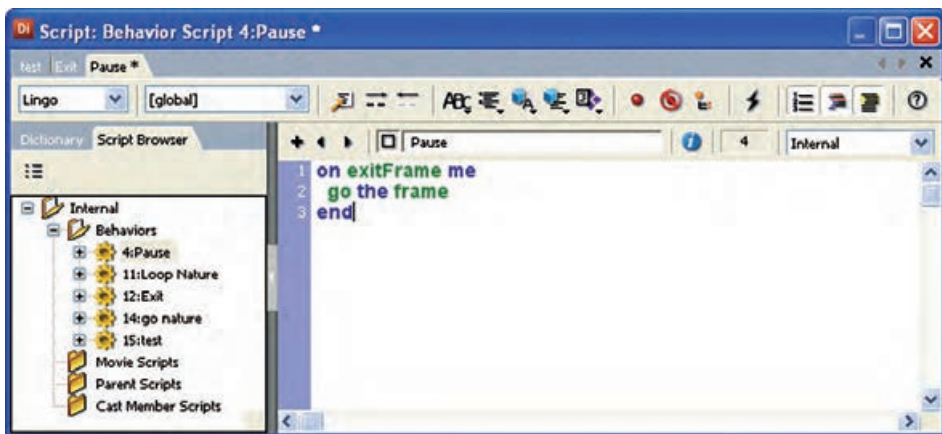 Di Script: Behavior Script 4:Pause *
test Exit Pause *
Lingo [global]
Dictionary Script Browser
Pause 4 Internal
1 on exitFrame me
2 go the frame
3 end
Internal
Behaviors
4:Pause
11:Loop Nature
12:Exit
14:go nature
15:test
Movie Scripts
Parent Scripts
Cast Member Scripts